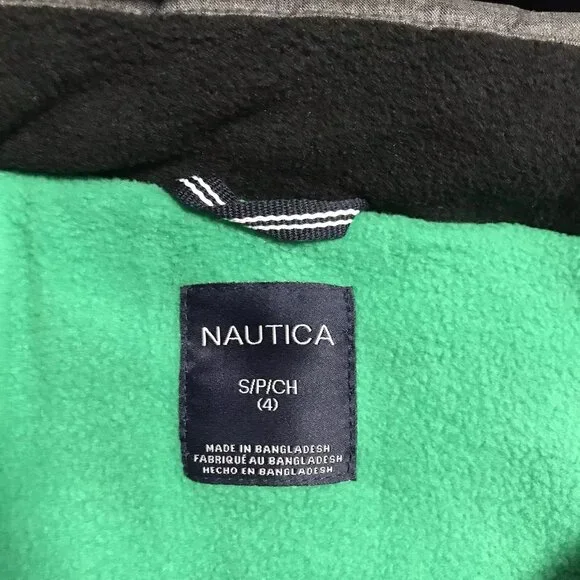 NAUTICA
S/P/CH
(4)
MADE IN BANGLADESH
FABRIQUÉ AU BANGLADESH
HECHO EN BANGLADESH